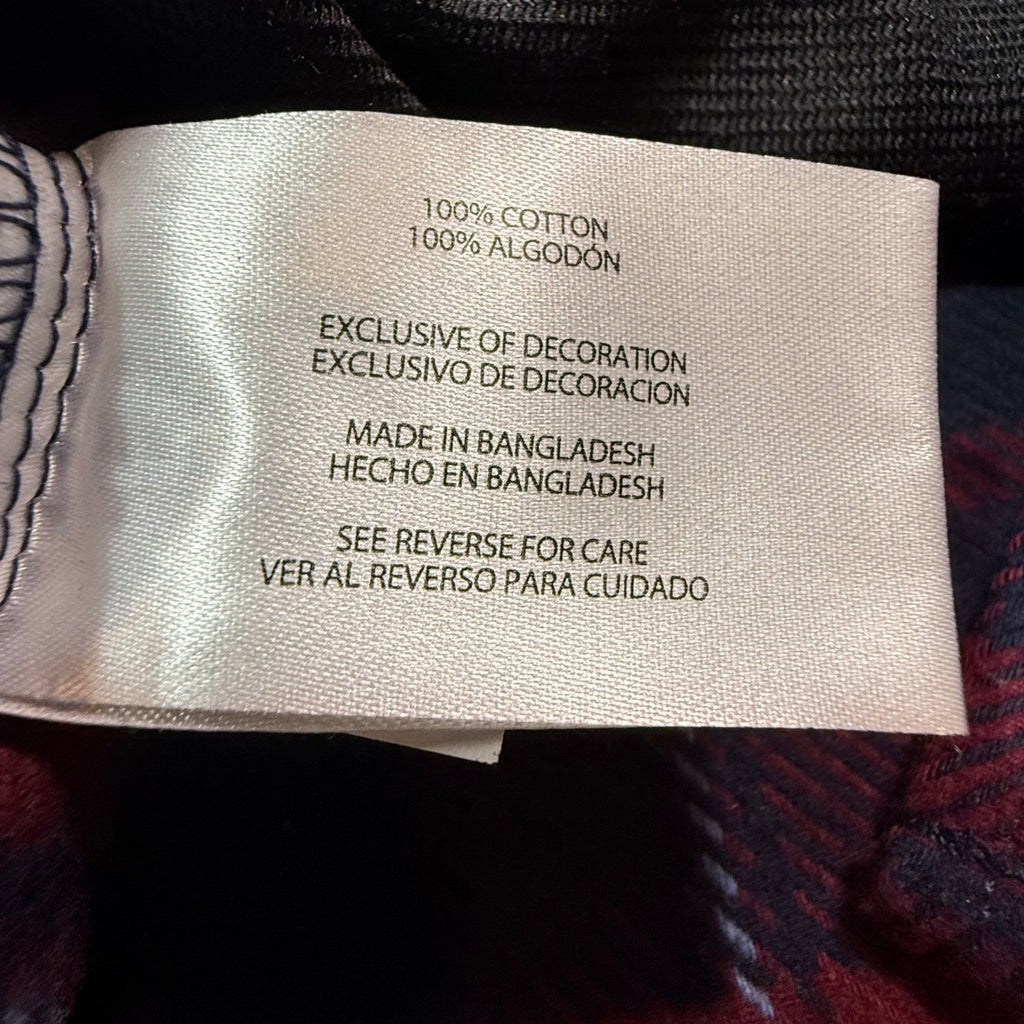 100% COTTON
100% ALGODÓN
EXCLUSIVE OF DECORATION
EXCLUSIVO DE DECORACION
MADE IN BANGLADESH
HECHO EN BANGLADESH
SEE REVERSE FOR CARE
VER AL REVERSO PARA CUIDADO